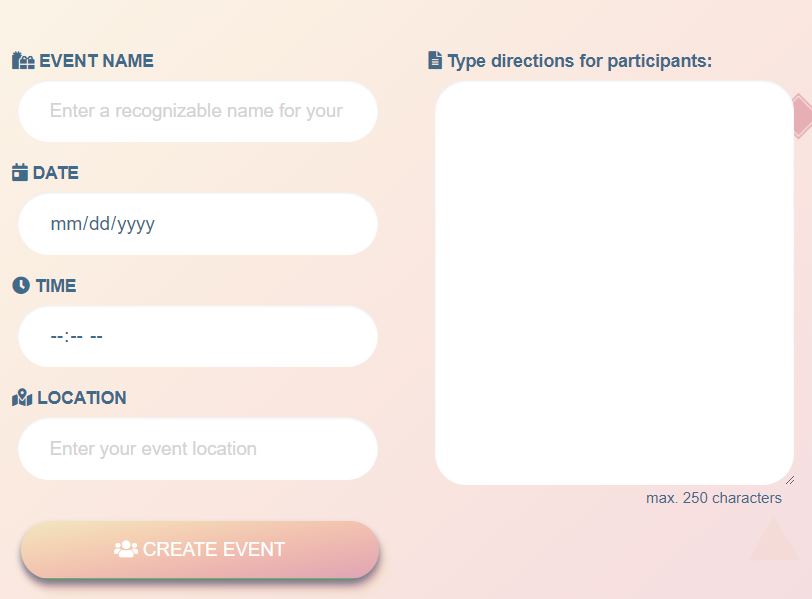 EVENT NAME
Enter a recognizable name for your
DATE
mm/dd/yyyy
TIME
--:-- --
LOCATION
Enter your event location
CREATE EVENT
Type directions for participants:
max. 250 characters